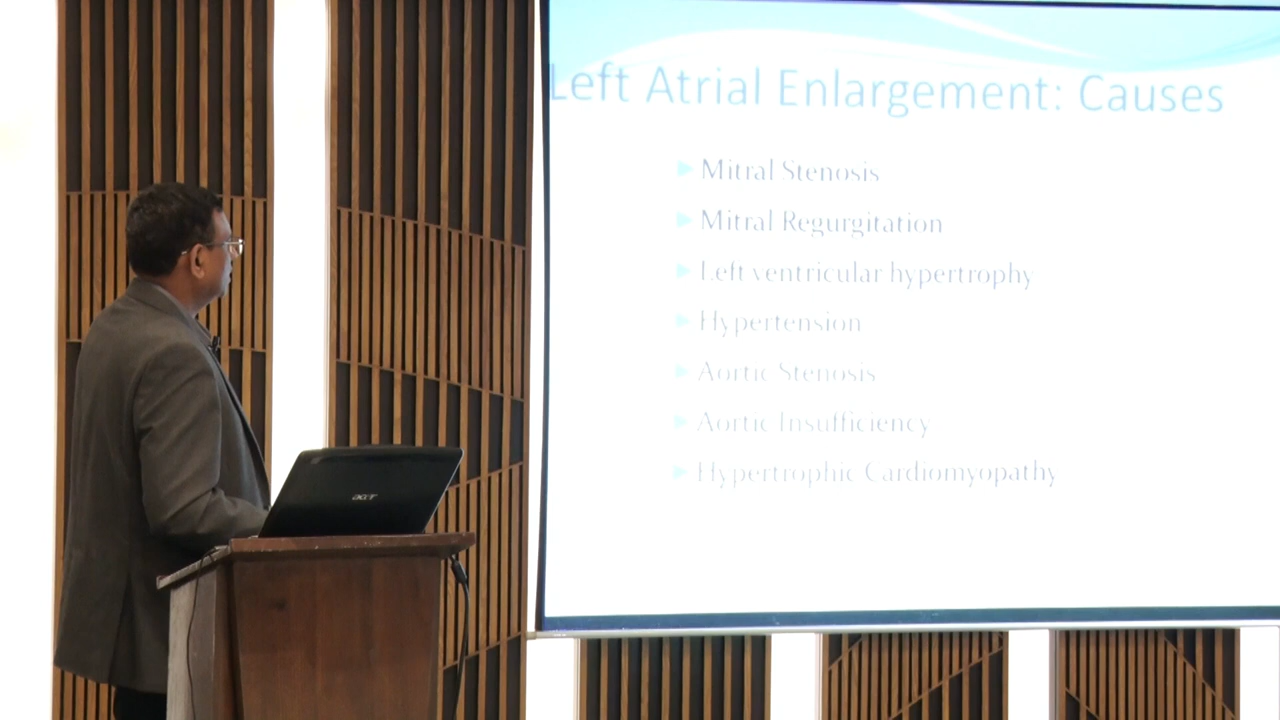 Left Atrial Enlargement: Causes
Mitral Stenosis
Mitral Regurgitation
Left ventricular hypertrophy
Hypertension
Aortic Stenosis
Aortic Insufficiency
Hypertrophic Cardiomyopathy
acer